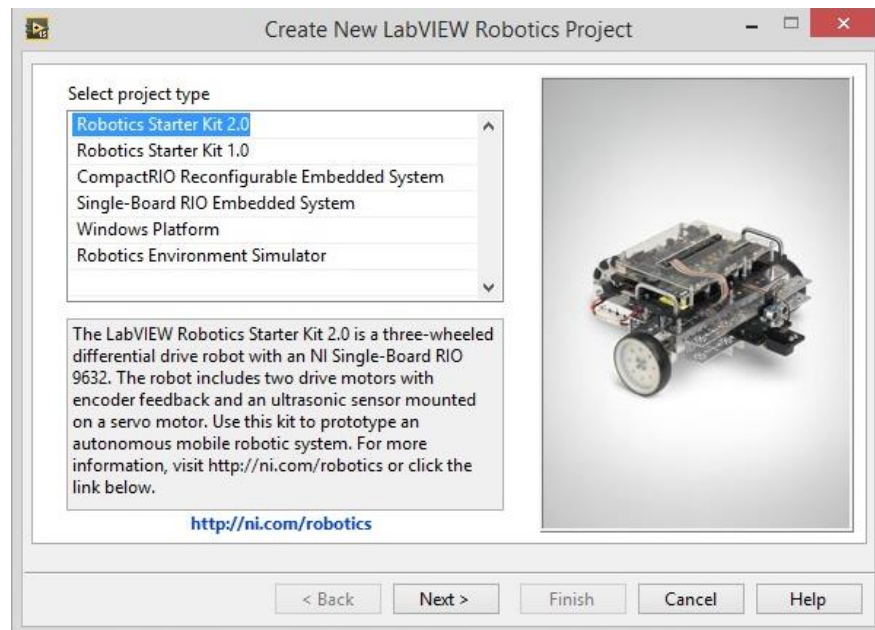 Create New LabVIEW Robotics Project
Select project type
Robotics Starter Kit 2.0
Robotics Starter Kit 1.0
CompactRIO Reconfigurable Embedded System
Single-Board RIO Embedded System
Windows Platform
Robotics Environment Simulator
The LabVIEW Robotics Starter Kit 2.0 is a three-wheeled
differential drive robot with an NI Single-Board RIO
9632. The robot includes two drive motors with
encoder feedback and an ultrasonic sensor mounted
on a servo motor. Use this kit to prototype an
autonomous mobile robotic system. For more
information, visit http://ni.com/robotics or click the
link below.
http://ni.com/robotics
< Back
Next >
Finish
Cancel
Help